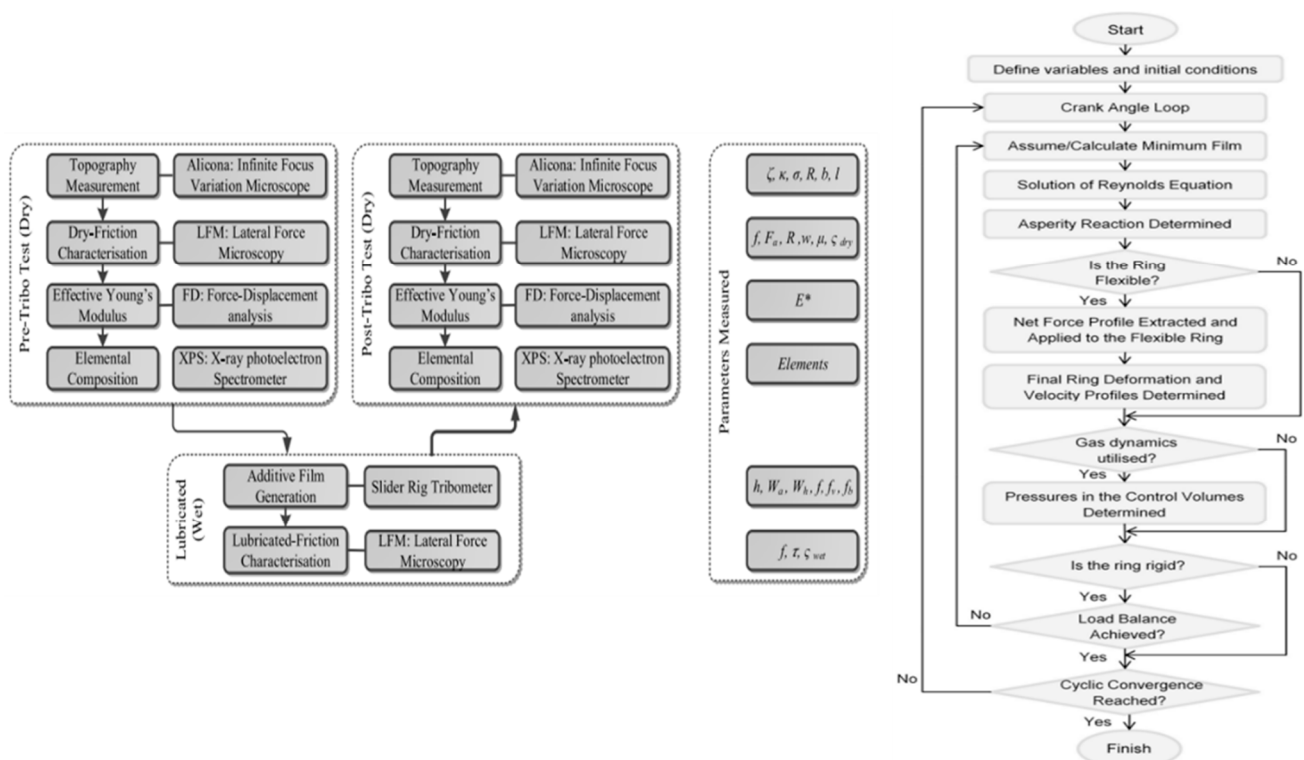 Pre-Tribo Test (Dry)
Topography
Measurement
Alicona: Infinite Focus
Variation Microscope
Dry-Friction
Characterisation
LFM: Lateral Force
Microscopy
Effective Young's
Modulus
FD: Force-Displacement
analysis
Elemental
Composition
XPS: X-ray photoelectron
Spectrometer
Post-Tribo Test (Dry)
Topography
Measurement
Alicona: Infinite Focus
Variation Microscope
Dry-Friction
Characterisation
LFM: Lateral Force
Microscopy
Effective Young's
Modulus
FD: Force-Displacement
analysis
Elemental
Composition
XPS: X-ray photoelectron
Spectrometer
Lubricated
(Wet)
Additive Film
Generation
Slider Rig Tribometer
Lubricated-Friction
Characterisation
LFM: Lateral Force
Microscopy
Parameters Measured
ζ, κ, σ, R, b, l
f, Fa, R, w, μ, ς dry
E*
Elements
h, Wa, Wh, f, fv, fb
f, τ, ς wet
Start
Define variables and initial conditions
Crank Angle Loop
Assume/Calculate Minimum Film
Solution of Reynolds Equation
Asperity Reaction Determined
Is the Ring
Flexible?
No
Yes
Net Force Profile Extracted and
Applied to the Flexible Ring
Final Ring Deformation and
Velocity Profiles Determined
Gas dynamics
utilised?
No
Yes
Pressures in the Control Volumes
Determined
Is the ring rigid?
No
Yes
Load Balance
Achieved?
No
Yes
Cyclic Convergence
Reached?
No
Yes
Finish